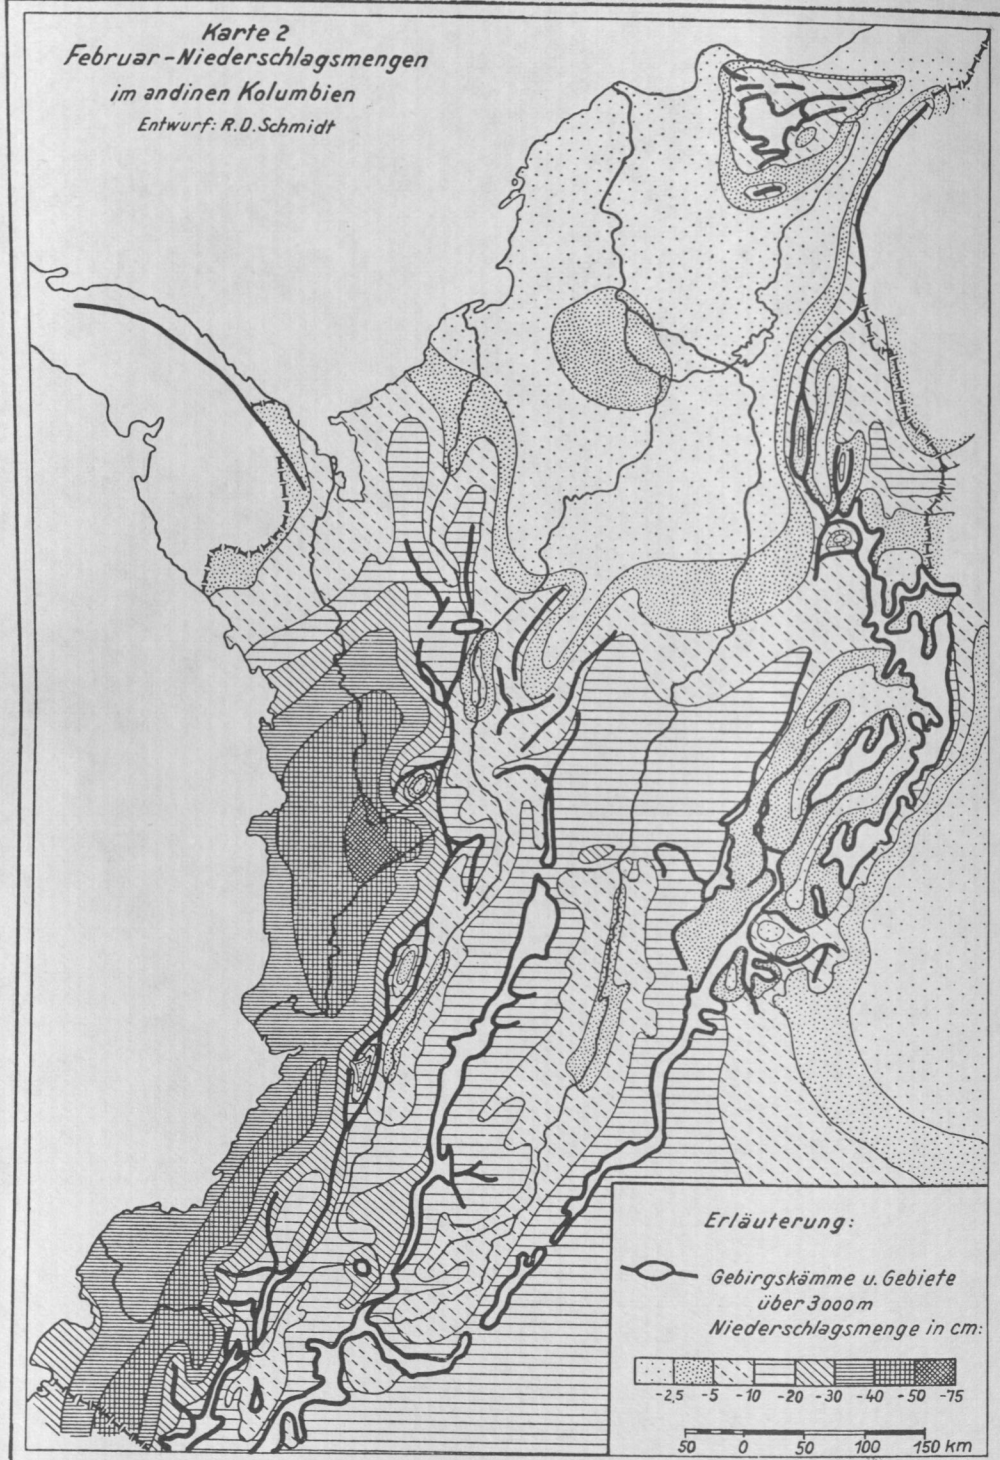 Karte 2
Februar-Niederschlagsmengen
im andinen Kolumbien
Entwurf: R.D.Schmidt
Erläuterung:
Gebirgskämme u. Gebiete
über 3000m
Niederschlagsmenge in cm:
-2,5 -5 -10 -20 -30 -40 -50 -75
50 0 50 100 150 km